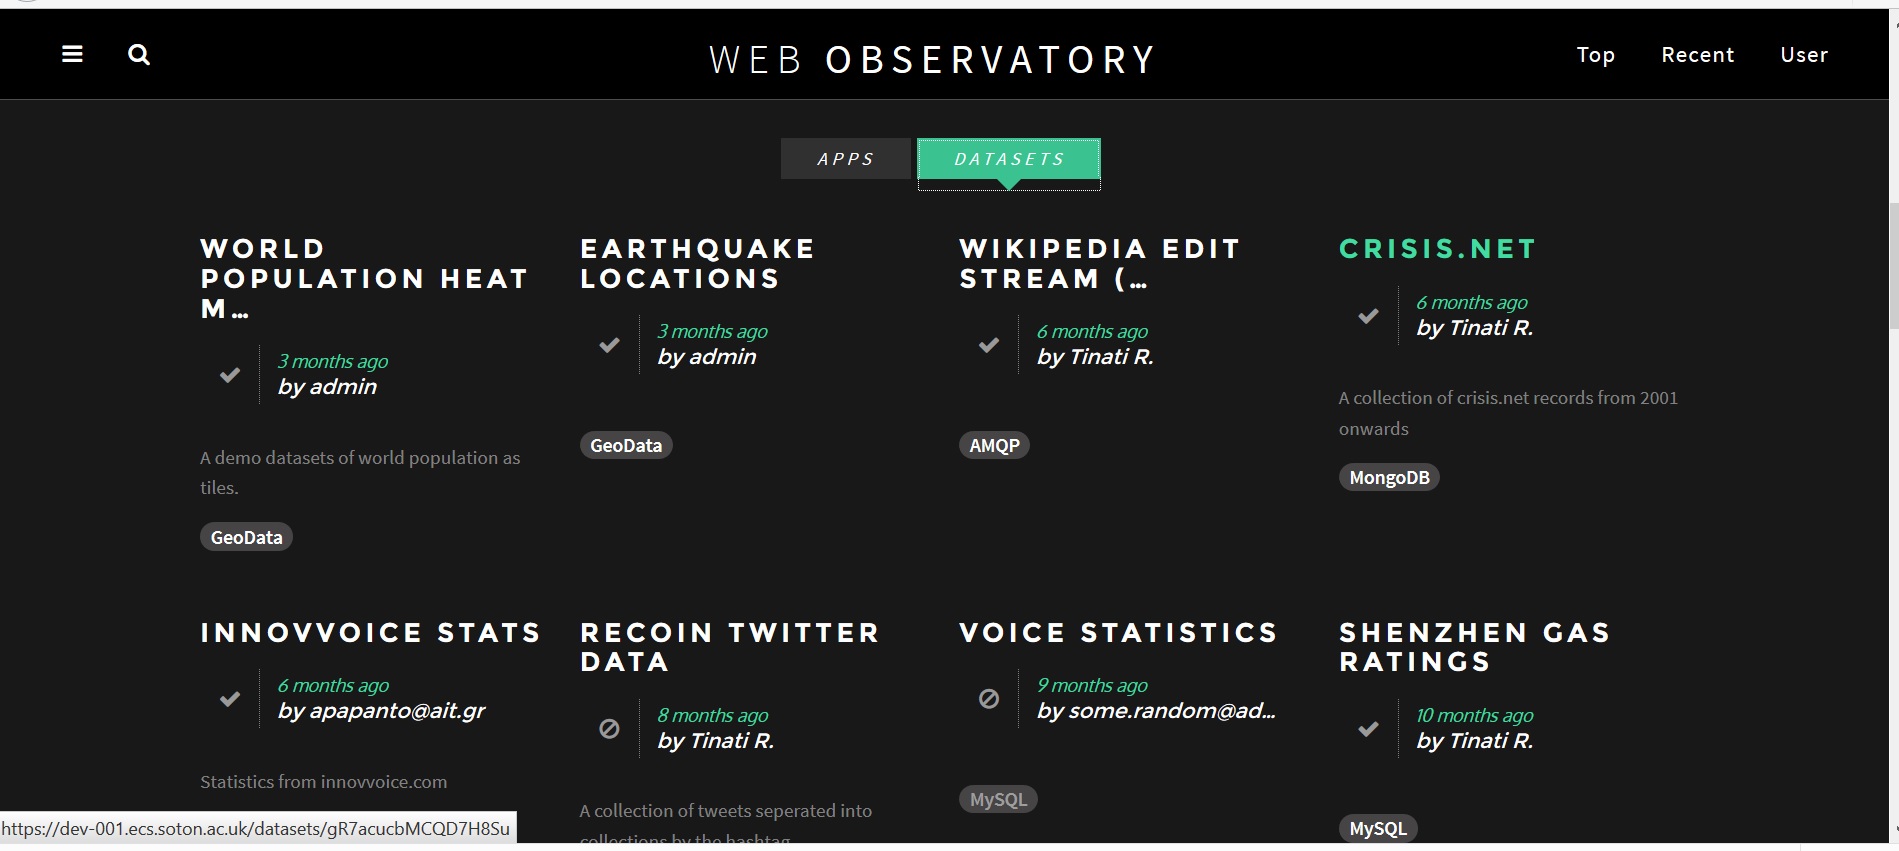 WEB OBSERVATORY
Top Recent User
APPS DATASETS
WORLD
POPULATION HEAT
M...
3 months ago
by admin
A demo datasets of world population as
tiles.
GeoData
EARTHQUAKE
LOCATIONS
3 months ago
by admin
GeoData
WIKIPEDIA EDIT
STREAM (...
6 months ago
by Tinati R.
AMQP
CRISIS.NET
6 months ago
by Tinati R.
A collection of crisis.net records from 2001
onwards
MongoDB
INNOVVOICE STATS
6 months ago
by apapanto@ait.gr
Statistics from innovvoice.com
RECOIN TWITTER
DATA
8 months ago
by Tinati R.
A collection of tweets seperated into
collections by the hashtag
VOICE STATISTICS
9 months ago
by some.random@ad...
MySQL
SHENZHEN GAS
RATINGS
10 months ago
by Tinati R.
MySQL
https://dev-001.ecs.soton.ac.uk/datasets/gR7acucbMCQD7H8Su